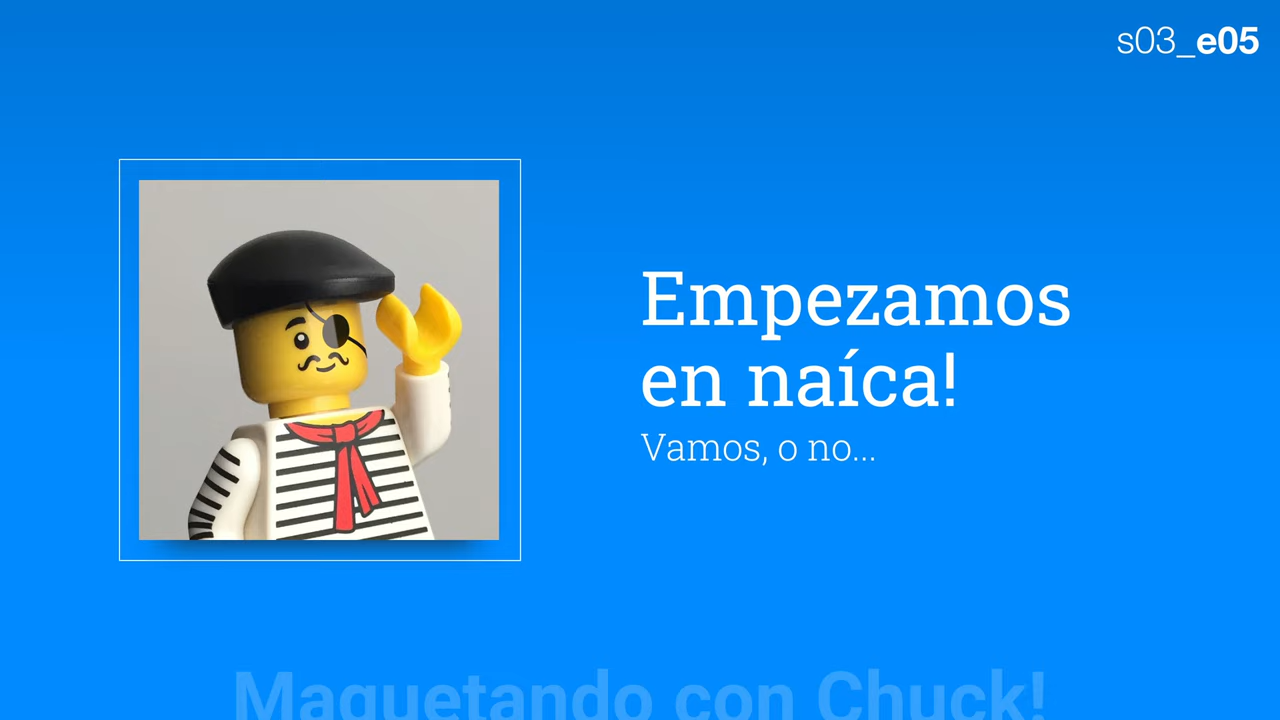 s03_e05
Empezamos
en naíca!
Vamos, o no...
Maquetando con Chuck!